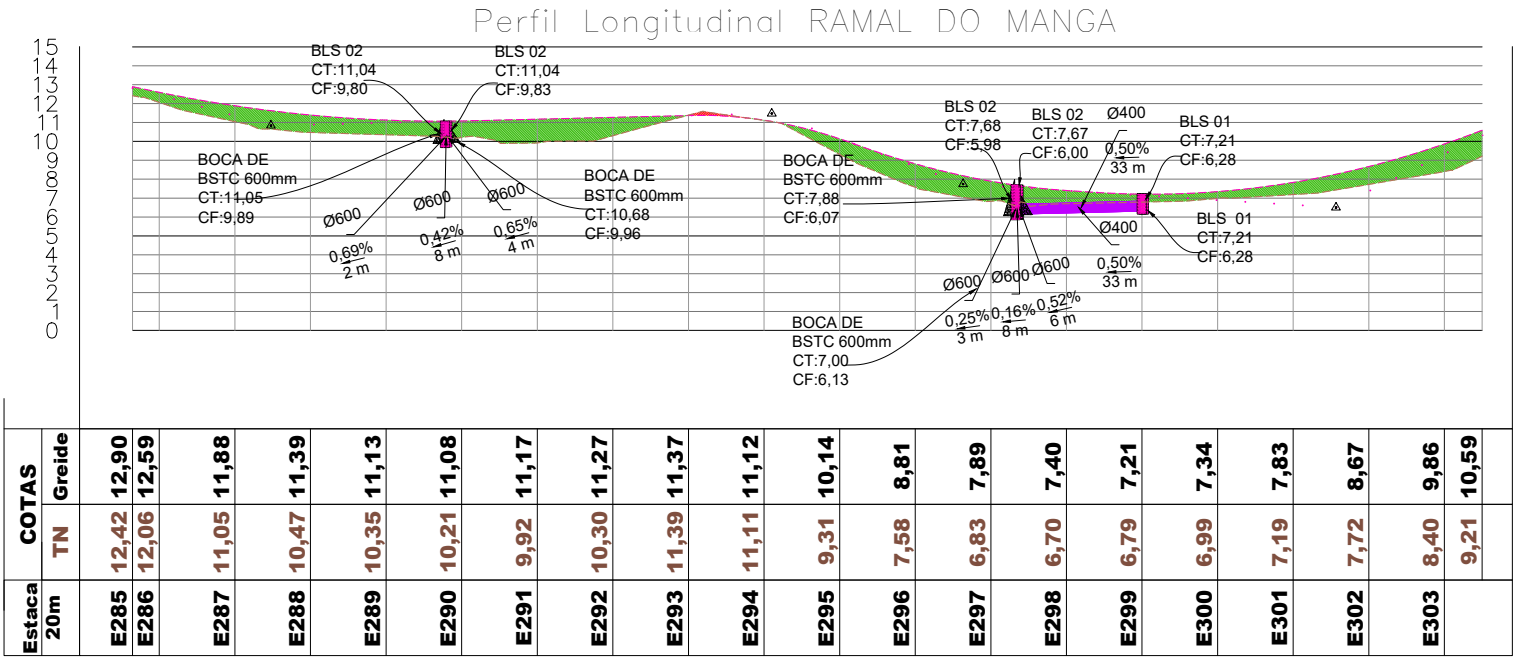 Perfil Longitudinal RAMAL DO MANGA
15
14
13
12
11
10
9
8
7
6
5
4
3
2
1
0
BLS 02
CT:11,04
CF:9,80
BLS 02
CT:11,04
CF:9,83
BOCA DE
BSTC 600mm
CT:11,05
CF:9,89
Ø600
0,69%
2 m
Ø600
0,42%
8 m
Ø600
0,65%
4 m
BOCA DE
BSTC 600mm
CT:10,68
CF:9,96
BOCA DE
BSTC 600mm
CT:7,88
CF:6,07
BLS 02
CT:7,68
CF:5,98
BLS 02
CT:7,67
CF:6,00
Ø400
0,50%
33 m
BLS 01
CT:7,21
CF:6,28
BLS 01
CT:7,21
CF:6,28
Ø400
0,50%
33 m
Ø600
0,25%
3 m
Ø600
0,16%
8 m
Ø600
0,52%
6 m
BOCA DE
BSTC 600mm
CT:7,00
CF:6,13
COTAS
Greide
12,90 12,59 11,88 11,39 11,13 11,08 11,17 11,27 11,37 11,12 10,14 8,81 7,89 7,40 7,21 7,34 7,83 8,67 9,86 10,59
TN
12,42 12,06 11,05 10,47 10,35 10,21 9,92 10,30 11,39 11,11 9,31 7,58 6,83 6,70 6,79 6,99 7,19 7,72 8,40 9,21
Estaca
20m
E285 E286 E287 E288 E289 E290 E291 E292 E293 E294 E295 E296 E297 E298 E299 E300 E301 E302 E303